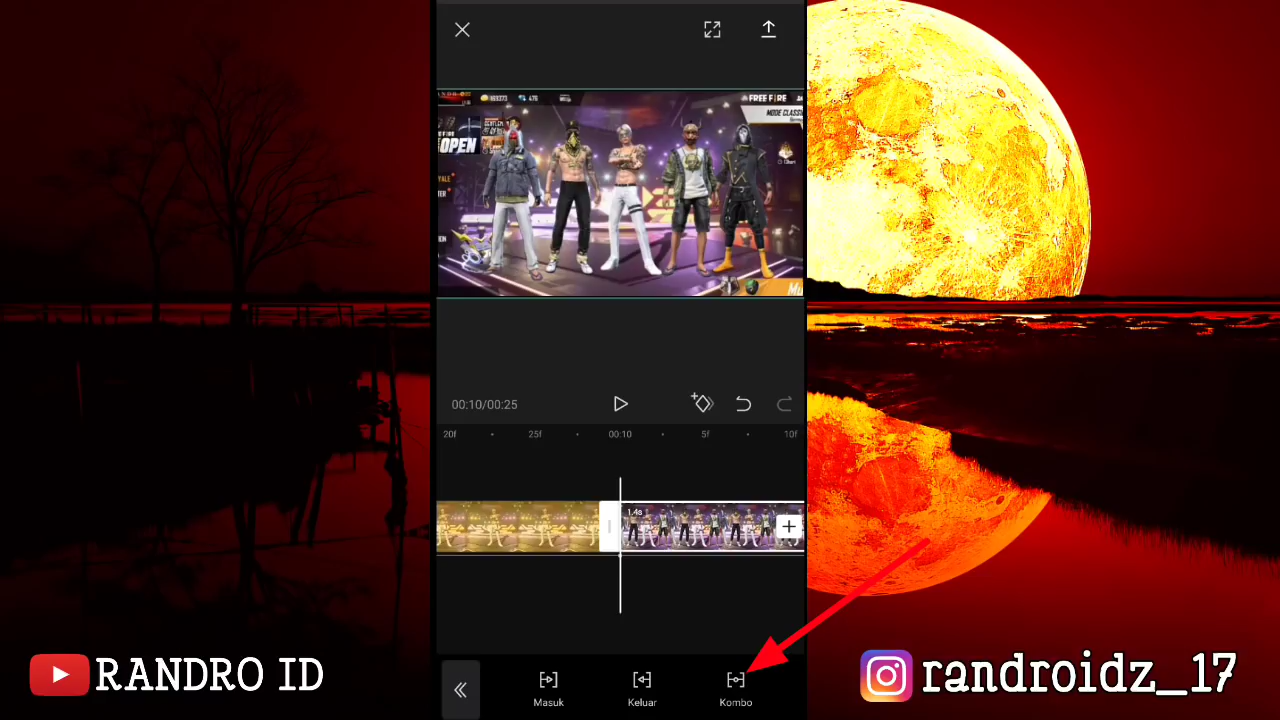 FREE FIRE
MODE CLASSI
OPEN
00:10/00:25
20f
25f
00:10
5f
10f
1.4s
Masuk
Keluar
Kombo
RANDRO ID
randroidz_17